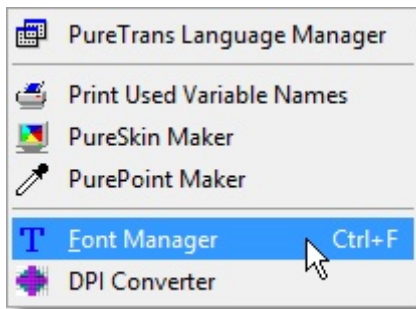 PureTrans Language Manager
Print Used Variable Names
PureSkin Maker
PurePoint Maker
Font Manager Ctrl+F
DPI Converter